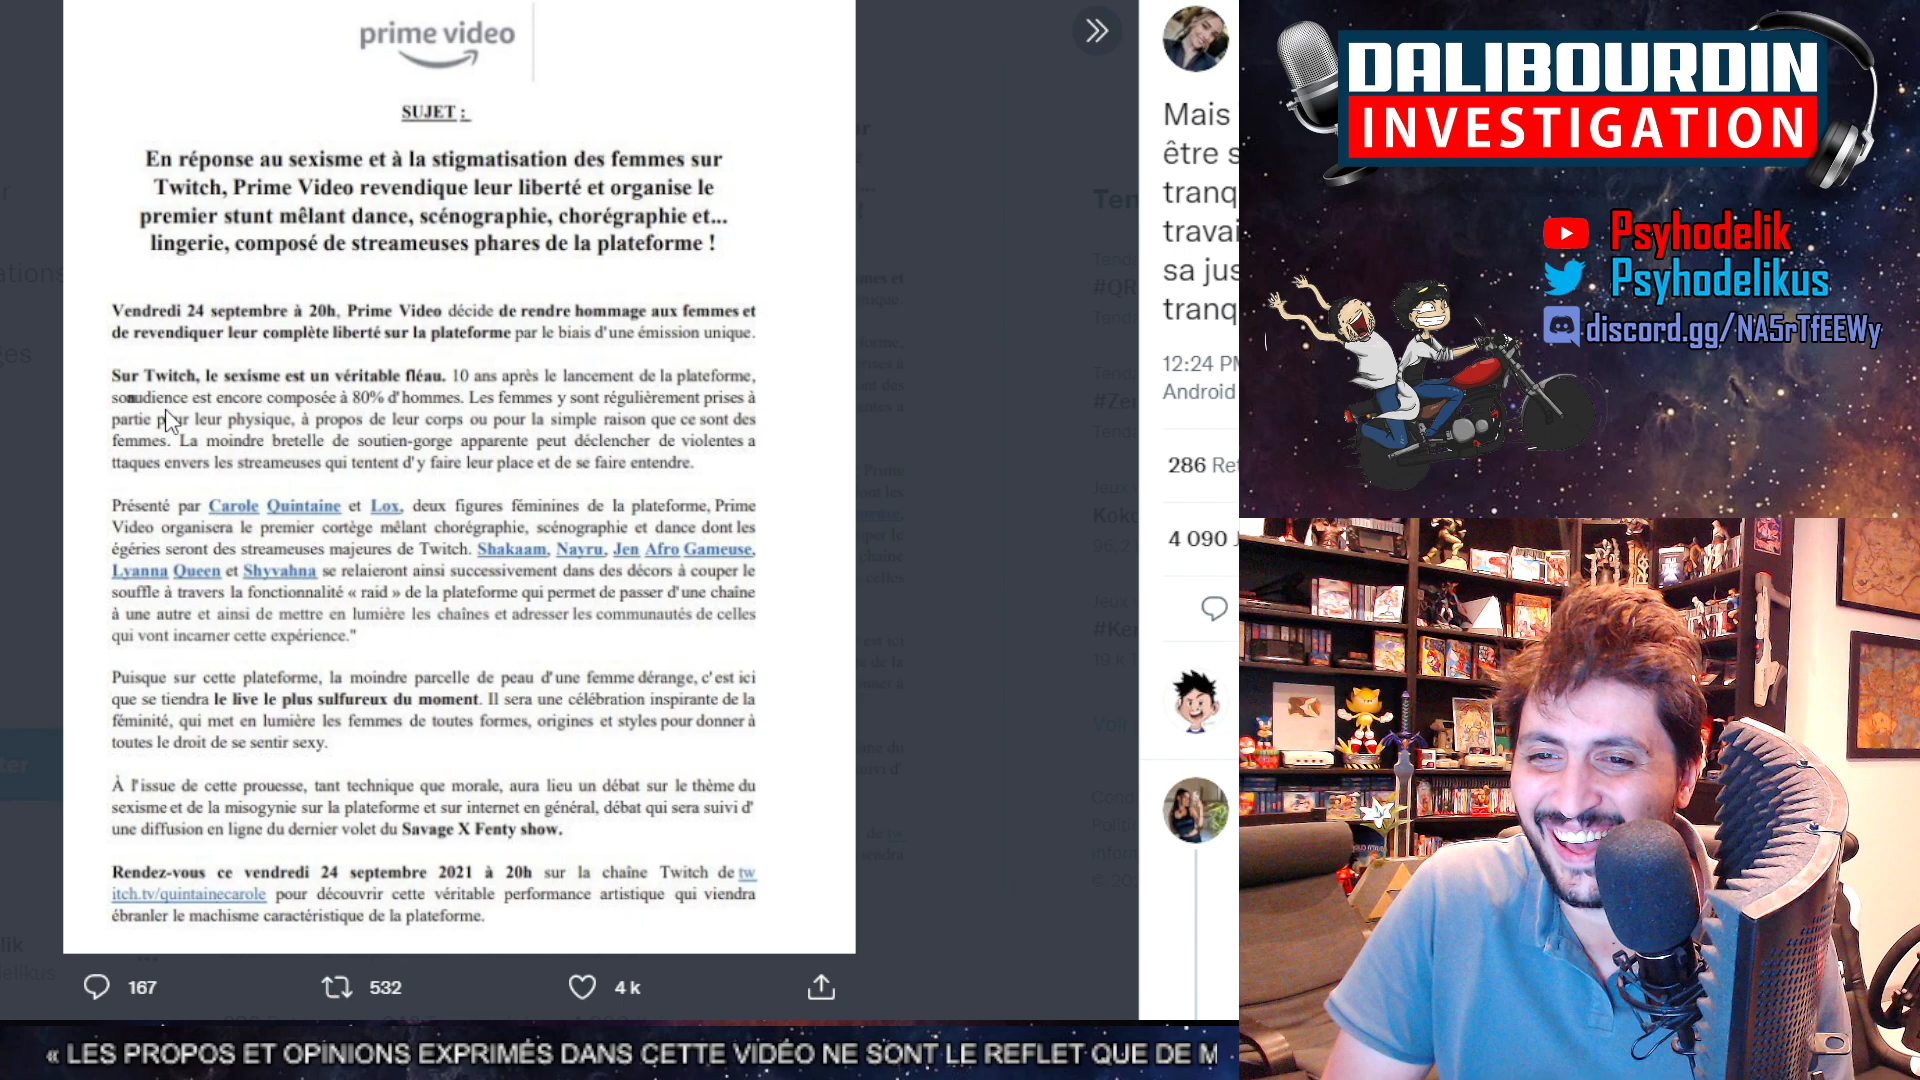 prime video
SUJET :
En réponse au sexisme et à la stigmatisation des femmes sur
Twitch, Prime Video revendique leur liberté et organise le
premier stunt mêlant dance, scénographie, chorégraphie et...
lingerie, composé de streameuses phares de la plateforme !
Vendredi 24 septembre à 20h, Prime Video décide de rendre hommage aux femmes et
de revendiquer leur complète liberté sur la plateforme par le biais d'une émission unique.
Sur Twitch, le sexisme est un véritable fléau. 10 ans après le lancement de la plateforme,
son audience est encore composée à 80% d'hommes. Les femmes y sont régulièrement prises à
partie pour leur physique, à propos de leur corps ou pour la simple raison que ce sont des
femmes. La moindre bretelle de soutien-gorge apparente peut déclencher de violentes a
ttaques envers les streameuses qui tentent d'y faire leur place et de se faire entendre.
Présenté par Carole Quintaine et Lox, deux figures féminines de la plateforme, Prime
Video organisera le premier cortège mêlant chorégraphie, scénographie et dance dont les
égéries seront des streameuses majeures de Twitch. Shakaam, Nayru, Jen Afro Gameuse,
Lyanna Queen et Shyvahna se relaieront ainsi successivement dans des décors à couper le
souffle à travers la fonctionnalité « raid » de la plateforme qui permet de passer d'une chaîne
à une autre et ainsi de mettre en lumière les chaînes et adresser les communautés de celles
qui vont incarner cette expérience."
Puisque sur cette plateforme, la moindre parcelle de peau d'une femme dérange, c'est ici
que se tiendra le live le plus sulfureux du moment. Il sera une célébration inspirante de la
féminité, qui met en lumière les femmes de toutes formes, origines et styles pour donner à
toutes le droit de se sentir sexy.
À l'issue de cette prouesse, tant technique que morale, aura lieu un débat sur le thème du
sexisme et de la misogynie sur la plateforme et sur internet en général, débat qui sera suivi d'
une diffusion en ligne du dernier volet du Savage X Fenty show.
Rendez-vous ce vendredi 24 septembre 2021 à 20h sur la chaîne Twitch de tw
itch.tv/quintainecarole pour découvrir cette véritable performance artistique qui viendra
ébranler le machisme caractéristique de la plateforme.
167
532
4 k
Mais
être s
tranq
travai
sa jus
tranq
12:24 PM
Android
286 Ret
4 090 J
DALIBOURDIN
INVESTIGATION
Psyhodelik
Psyhodelikus
discord.gg/NA5rTfEEWy
« LES PROPOS ET OPINIONS EXPRIMÉS DANS CETTE VIDÉO NE SONT LE REFLET QUE DE M